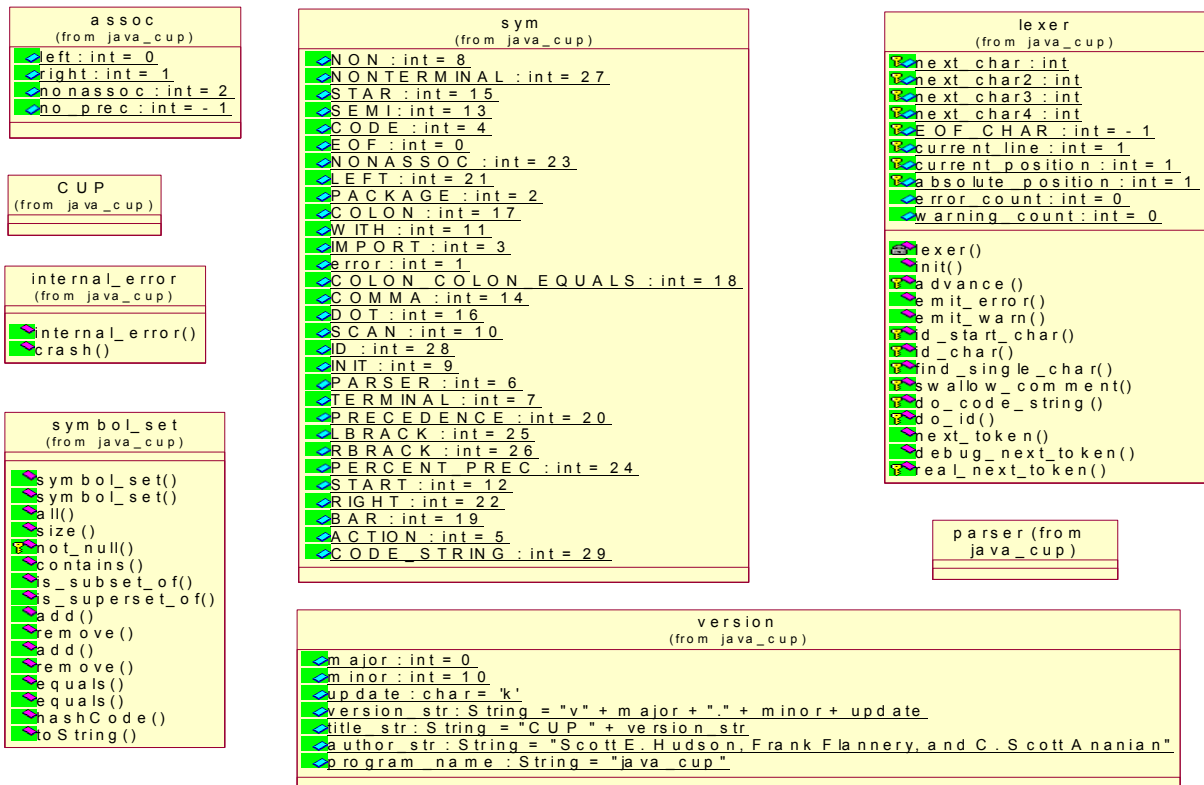 assoc
(from java_cup)
left : int = 0
right : int = 1
nonassoc : int = 2
no_prec : int = - 1
CUP
(from java_cup)
internal_error
(from java_cup)
internal_error()
crash()
symbol_set
(from java_cup)
symbol_set()
symbol_set()
all()
size()
not_null()
contains()
is_subset_of()
is_superset_of()
add()
remove()
add()
remove()
equals()
equals()
hashCode()
toString()
sym
(from java_cup)
NON : int = 8
NONTERMINAL : int = 27
STAR : int = 15
SEMI : int = 13
CODE : int = 4
EOF : int = 0
NONASSOC : int = 23
LEFT : int = 21
PACKAGE : int = 2
COLON : int = 17
WITH : int = 11
IMPORT : int = 3
error : int = 1
COLON_COLON_EQUALS : int = 18
COMMA : int = 14
DOT : int = 16
SCAN : int = 10
ID : int = 28
INIT : int = 9
PARSER : int = 6
TERMINAL : int = 7
PRECEDENCE : int = 20
LBRACK : int = 25
RBRACK : int = 26
PERCENT_PREC : int = 24
START : int = 12
RIGHT : int = 22
BAR : int = 19
ACTION : int = 5
CODE_STRING : int = 29
lexer
(from java_cup)
next_char : int
next_char2 : int
next_char3 : int
next_char4 : int
EOF_CHAR : int = - 1
current_line : int = 1
current_position : int = 1
absolute_position : int = 1
error_count : int = 0
warning_count : int = 0
lexer()
init()
advance()
emit_error()
emit_warn()
id_start_char()
id_char()
find_single_char()
swallow_comment()
do_code_string()
do_id()
next_token()
debug_next_token()
real_next_token()
parser (from
java_cup)
version
(from java_cup)
major : int = 0
minor : int = 10
update : char = 'k'
version_str : String = "v" + major + "." + minor + update
title_str : String = "CUP " + version_str
author_str : String = "Scott E. Hudson, Frank Flannery, and C. Scott Ananian"
program_name : String = "java_cup"